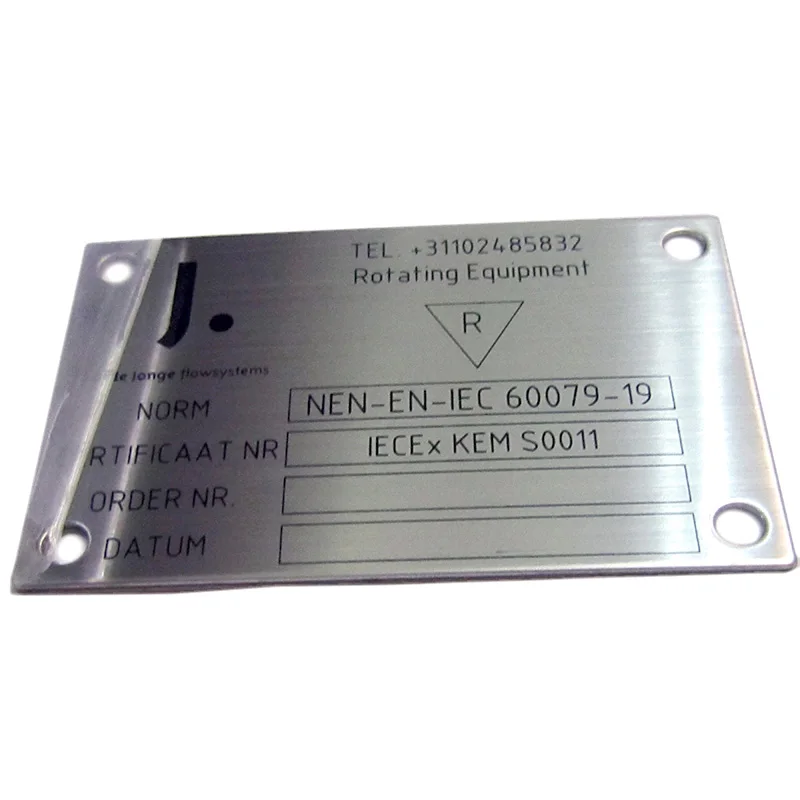 TEL. +31102485832
Rotating Equipment
J.
R
de jonge flowsystems
NORM NEN-EN-IEC 60079-19
RTIFICAAT NR IECEx KEM S0011
ORDER NR.
DATUM